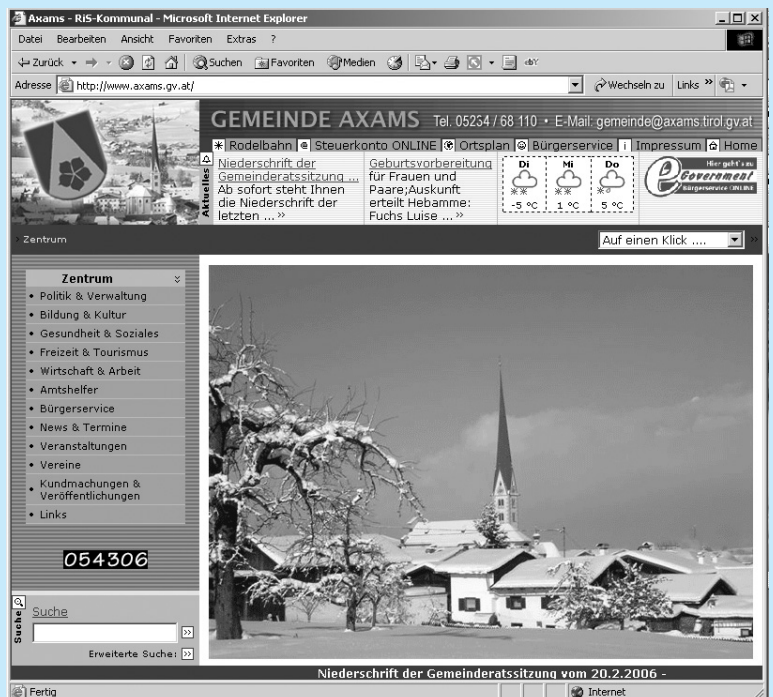 Axams - RiS-Kommunal - Microsoft Internet Explorer
Datei Bearbeiten Ansicht Favoriten Extras ?
Zurück Suchen Favoriten Medien
Adresse http://www.axams.gv.at/ Wechseln zu Links »
GEMEINDE AXAMS Tel. 05234 / 68 110 • E-Mail: gemeinde@axams.tirol.gv.at
Rodelbahn Steuerkonto ONLINE Ortsplan Bürgerservice i Impressum Home
Aktuelles
Niederschrift der
Gemeinderatssitzung ...
Ab sofort steht Ihnen
die Niederschrift der
letzten ... »
Geburtsvorbereitung
für Frauen und
Paare;Auskunft
erteilt Hebamme:
Fuchs Luise ... »
Di Mi Do
-5 °C 1 °C 5 °C
Hier geht's zu
e Government
Bürgerservice ONLINE
› Zentrum
Auf einen Klick .... »
Zentrum
• Politik & Verwaltung
• Bildung & Kultur
• Gesundheit & Soziales
• Freizeit & Tourismus
• Wirtschaft & Arbeit
• Amtshelfer
• Bürgerservice
• News & Termine
• Veranstaltungen
• Vereine
• Kundmachungen &
Veröffentlichungen
• Links
054306
Suche
Suche
Erweiterte Suche:
Niederschrift der Gemeinderatssitzung vom 20.2.2006 -
Fertig Internet